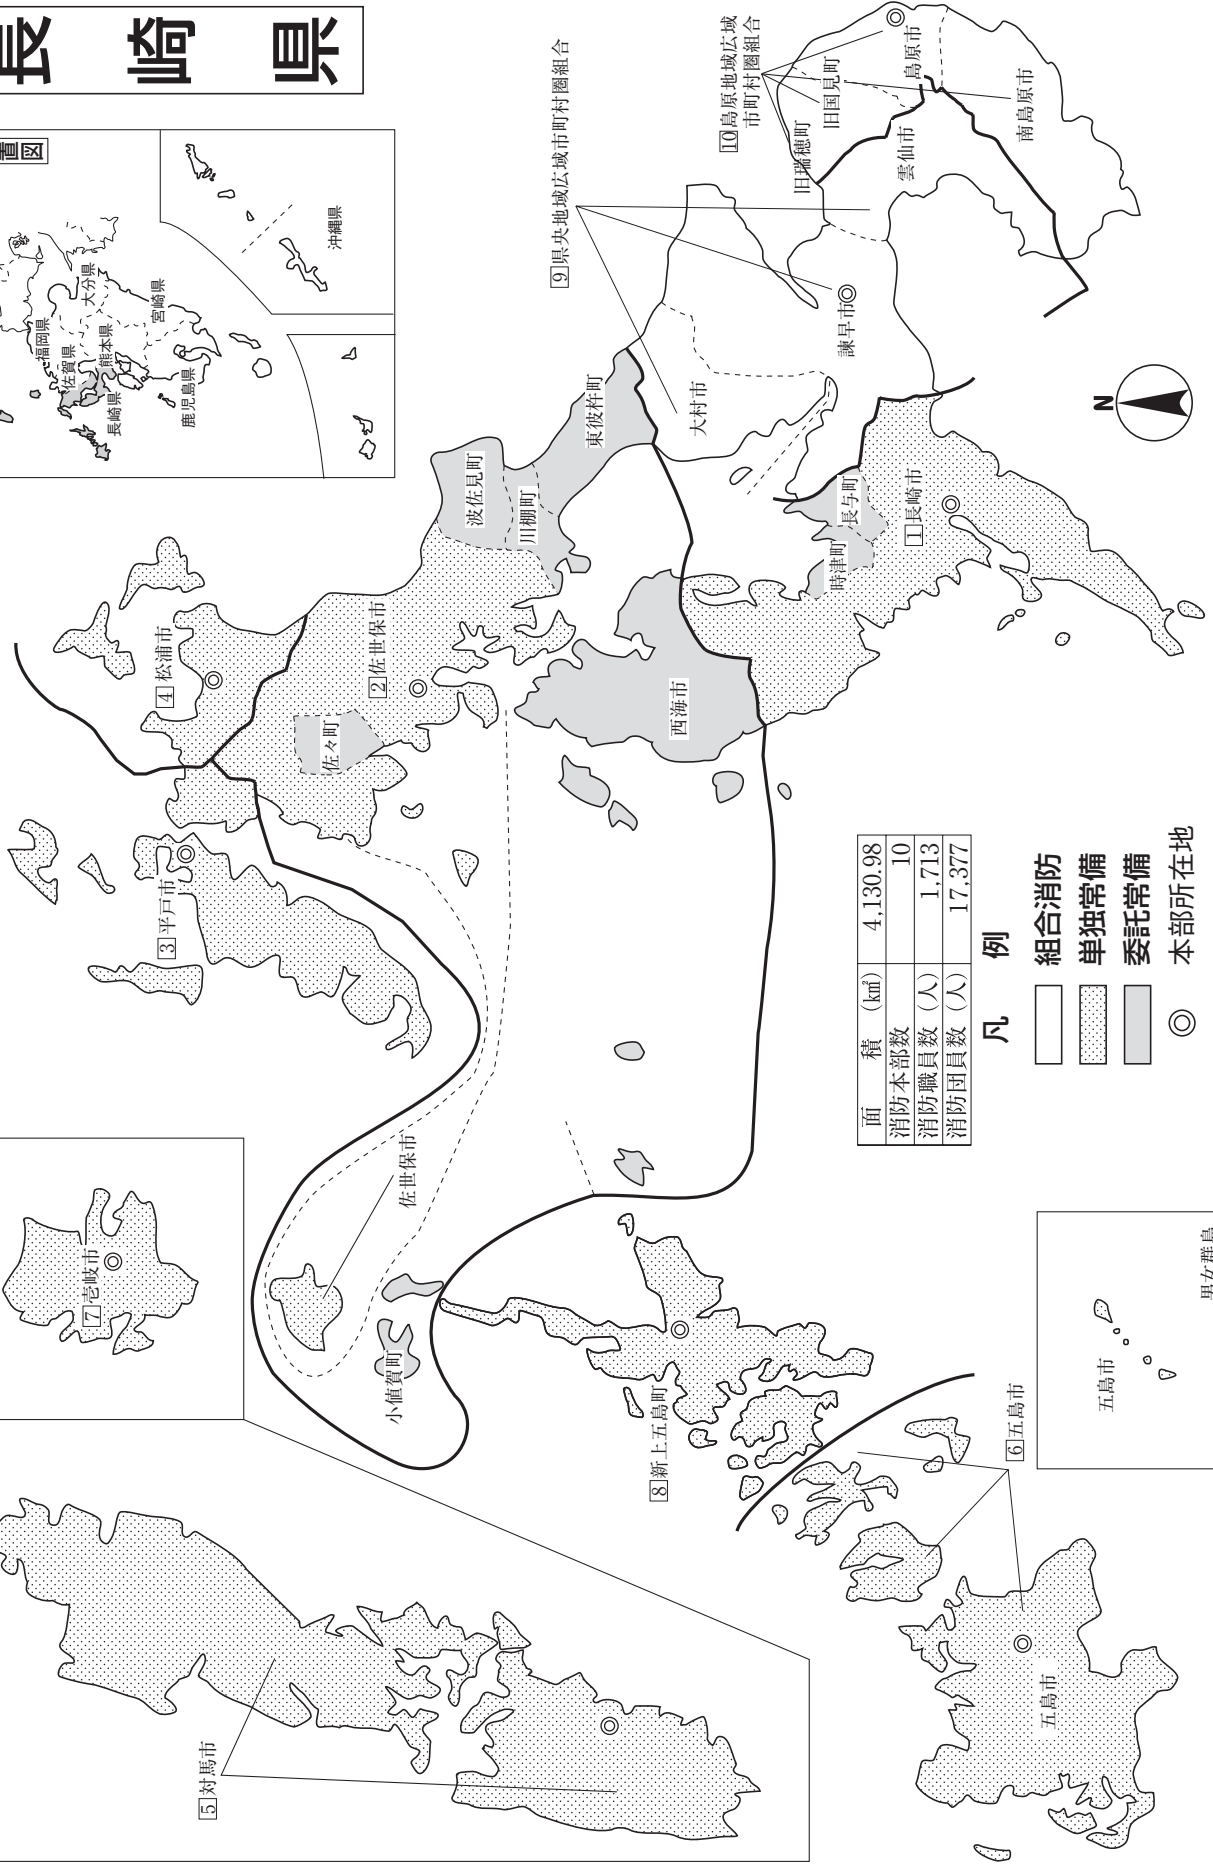 長崎県
置図
福岡県
佐賀県
長崎県
大分県
熊本県
宮崎県
鹿児島県
沖縄県
5 対馬市
7 壱岐市
3 平戸市
4 松浦市
2 佐世保市
佐々町
波佐見町
川棚町
東彼杵町
9 県央地域広域市町村圏組合
10 島原地域広域
市町村圏組合
旧瑞穂町
旧国見町
島原市
雲仙市
南島原市
大村市
諫早市
長与町
時津町
1 長崎市
西海市
佐世保市
小値賀町
8 新上五島町
6 五島市
五島市
五島市
男女群島
面積(㎢) 4,130.98
消防本部数 10
消防職員数(人) 1,713
消防団員数(人) 17,377
凡例
組合消防
単独常備
委託常備
本部所在地
N